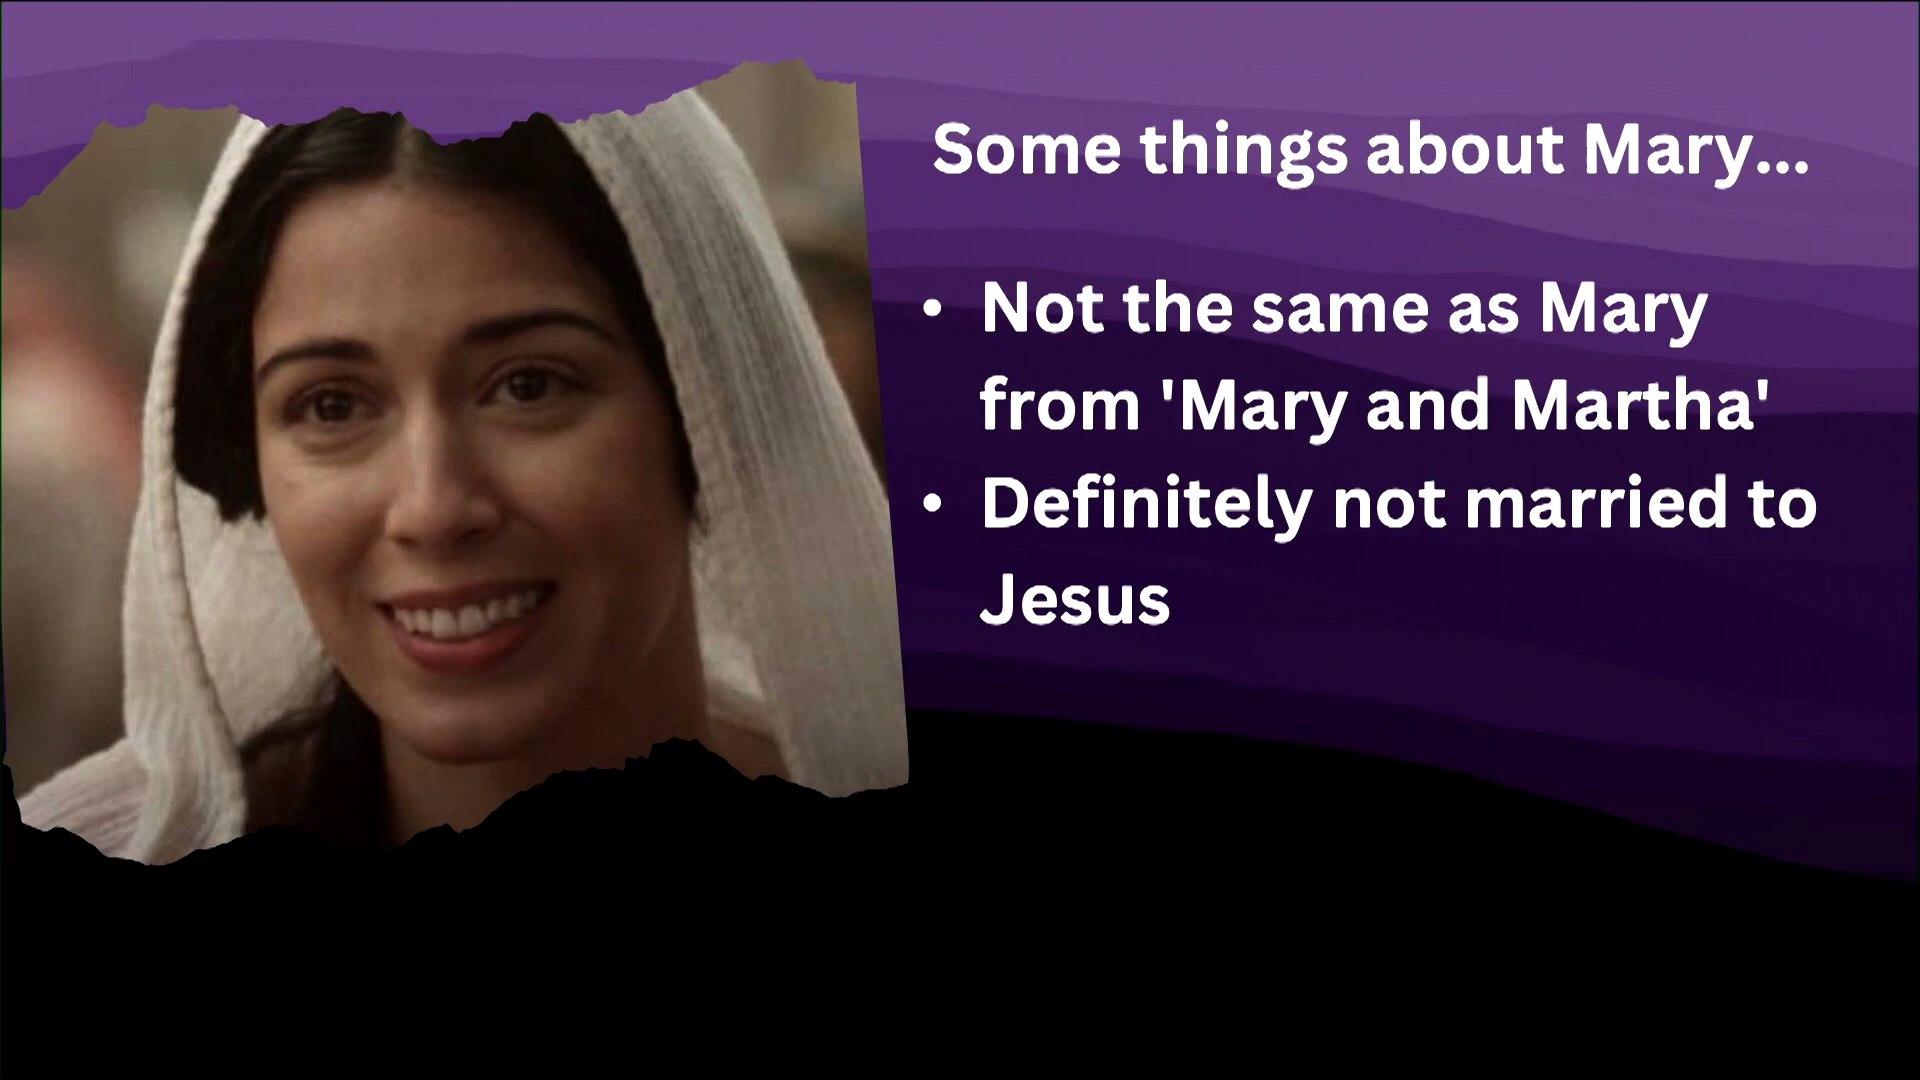 Some things about Mary...
• Not the same as Mary
from 'Mary and Martha'
• Definitely not married to
Jesus